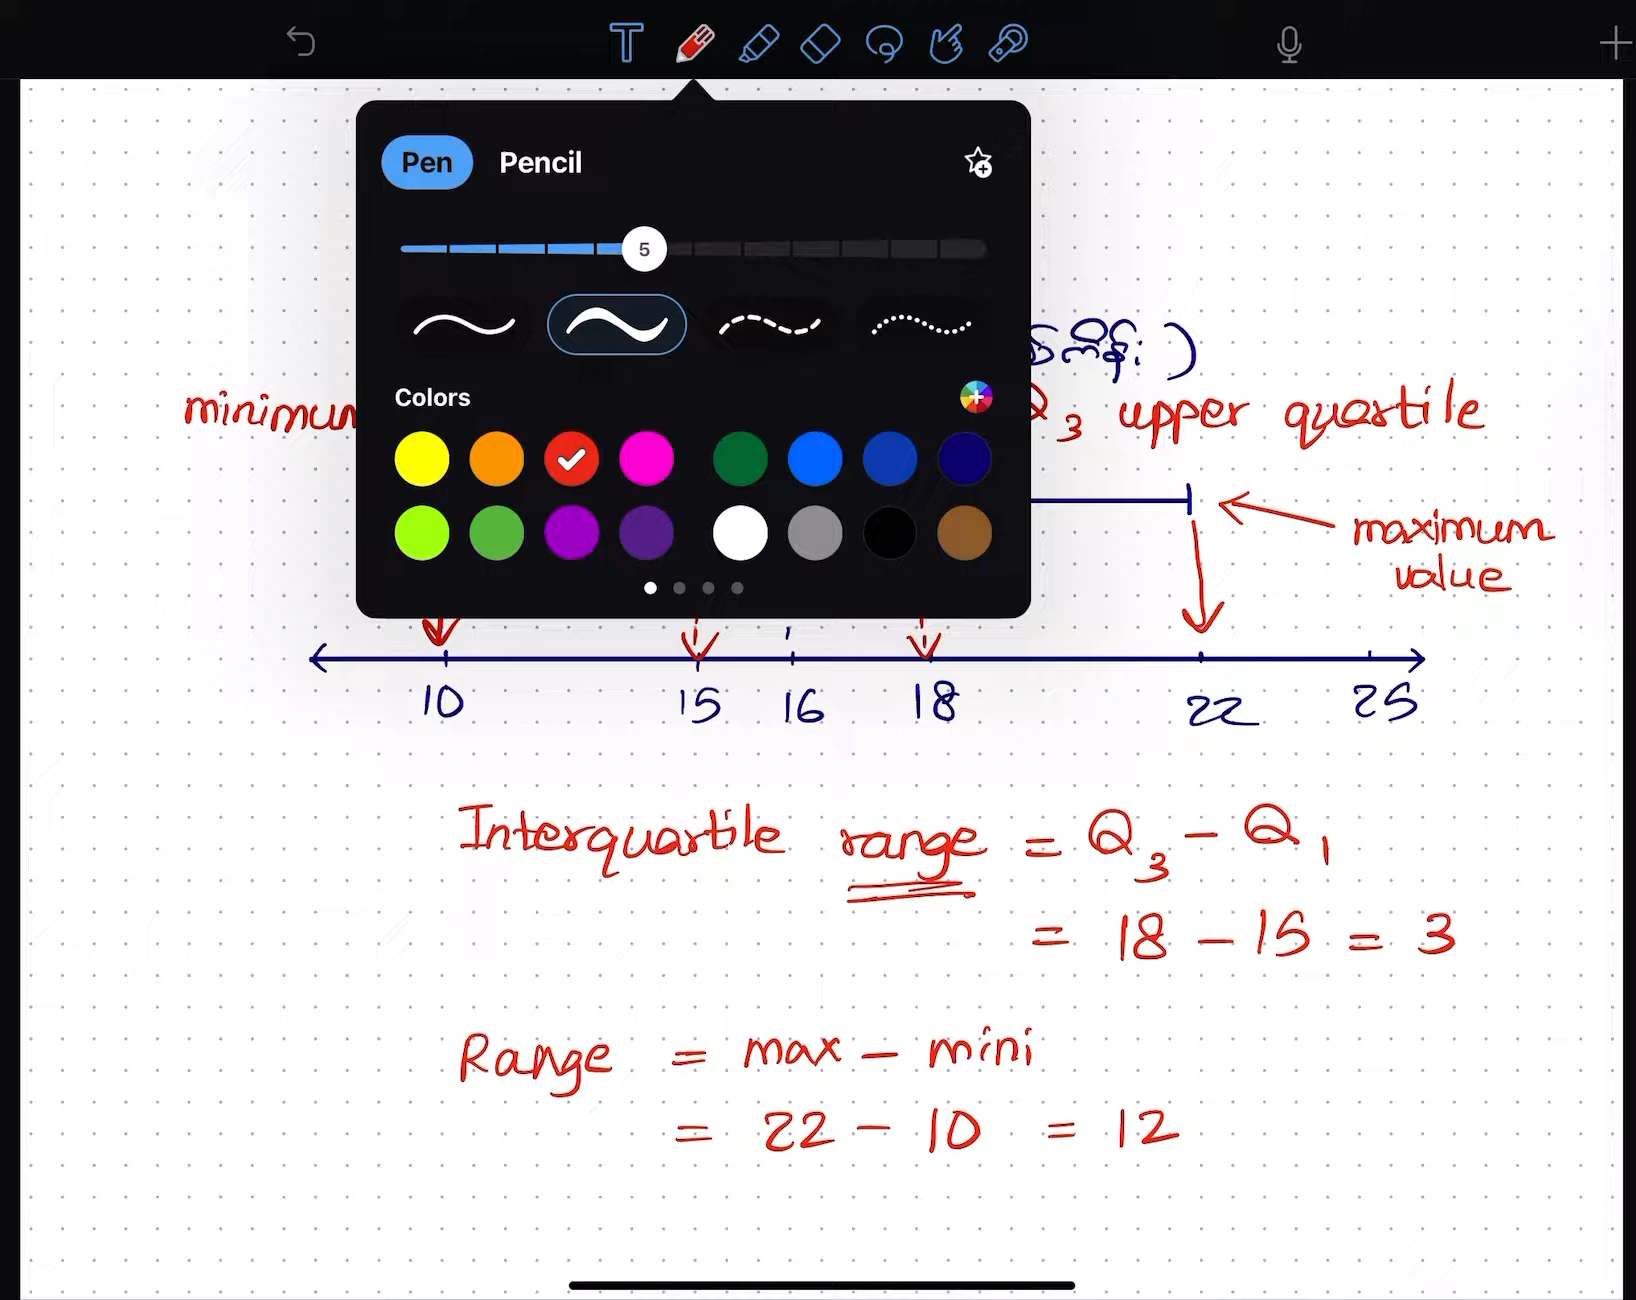 Pen Pencil
5
Colors
)
minimum
3 upper quartile
maximum
value
10 15 16 18 22 25
Interquartile range = Q3 - Q1
= 18 - 15 = 3
Range = max - mini
= 22 - 10 = 12